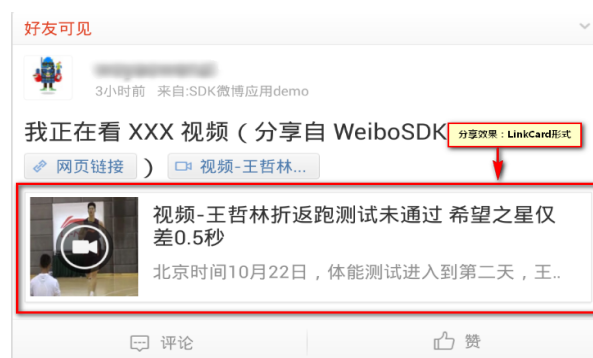 好友可见
3小时前 来自:SDK微博应用demo
我正在看 XXX 视频（分享自 WeiboSDK
分享效果：LinkCard形式
网页链接 ） 视频-王哲林...
视频-王哲林折返跑测试未通过 希望之星仅
差0.5秒
北京时间10月22日，体能测试进入到第二天，王..
评论 赞